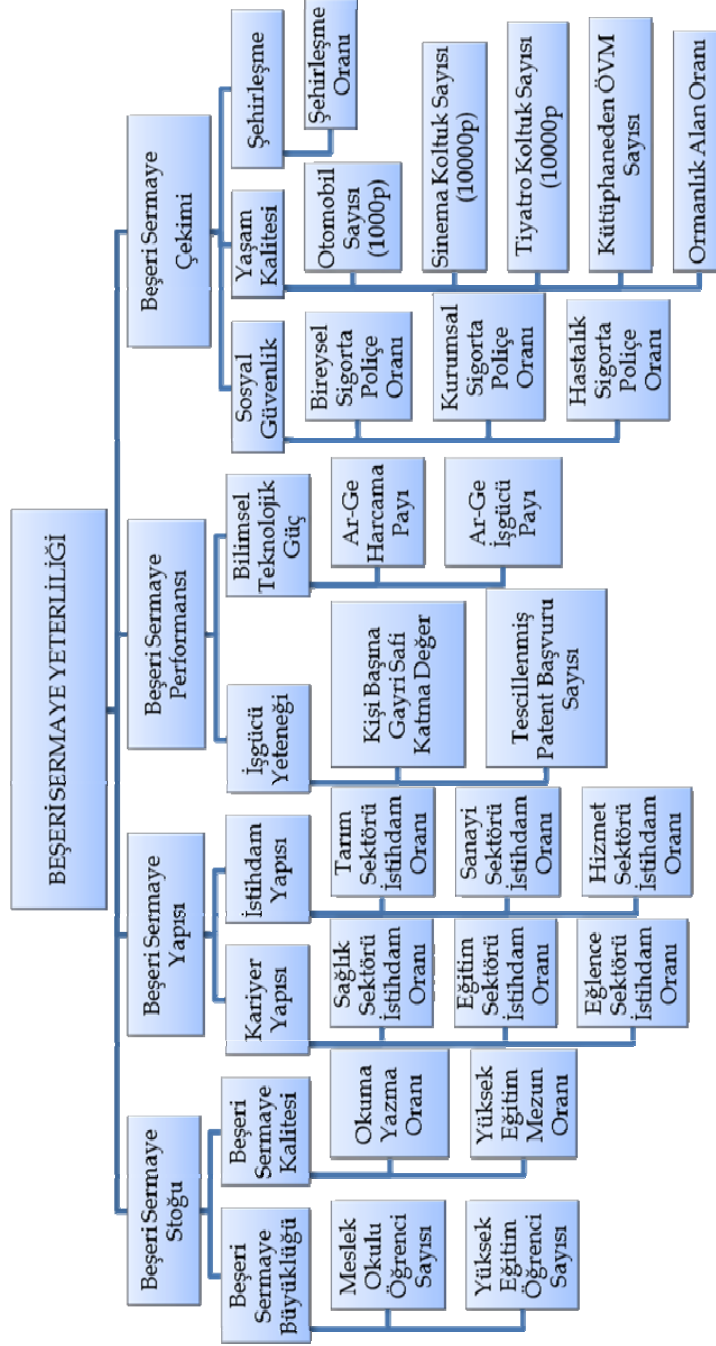 BEŞERİ SERMAYE YETERLİLİĞİ
Beşeri Sermaye
Stoğu
Beşeri
Sermaye
Büyüklüğü
Meslek
Okulu
Öğrenci
Sayısı
Yüksek
Eğitim
Öğrenci
Sayısı
Beşeri
Sermaye
Kalitesi
Okuma
Yazma
Oranı
Yüksek
Eğitim
Mezun
Oranı
Beşeri Sermaye
Yapısı
Kariyer
Yapısı
Sağlık
Sektörü
İstihdam
Oranı
Eğitim
Sektörü
İstihdam
Oranı
Eğlence
Sektörü
İstihdam
Oranı
İstihdam
Yapısı
Tarım
Sektörü
İstihdam
Oranı
Sanayi
Sektörü
İstihdam
Oranı
Hizmet
Sektörü
İstihdam
Oranı
Beşeri Sermaye
Performansı
İşgücü
Yeteneği
Kişi Başına
Gayri Safi
Katma Değer
Tescillenmiş
Patent Başvuru
Sayısı
Bilimsel
Teknolojik
Güç
Ar-Ge
Harcama
Payı
Ar-Ge
İşgücü
Payı
Beşeri Sermaye
Çekimi
Sosyal
Güvenlik
Bireysel
Sigorta
Poliçe
Oranı
Kurumsal
Sigorta
Poliçe
Oranı
Hastalık
Sigorta
Poliçe
Oranı
Yaşam
Kalitesi
Otomobil
Sayısı
(1000p)
Sinema Koltuk Sayısı
(10000p)
Tiyatro Koltuk Sayısı
(10000p
Kütüphaneden ÖVM
Sayısı
Ormanlık Alan Oranı
Şehirleşme
Şehirleşme
Oranı